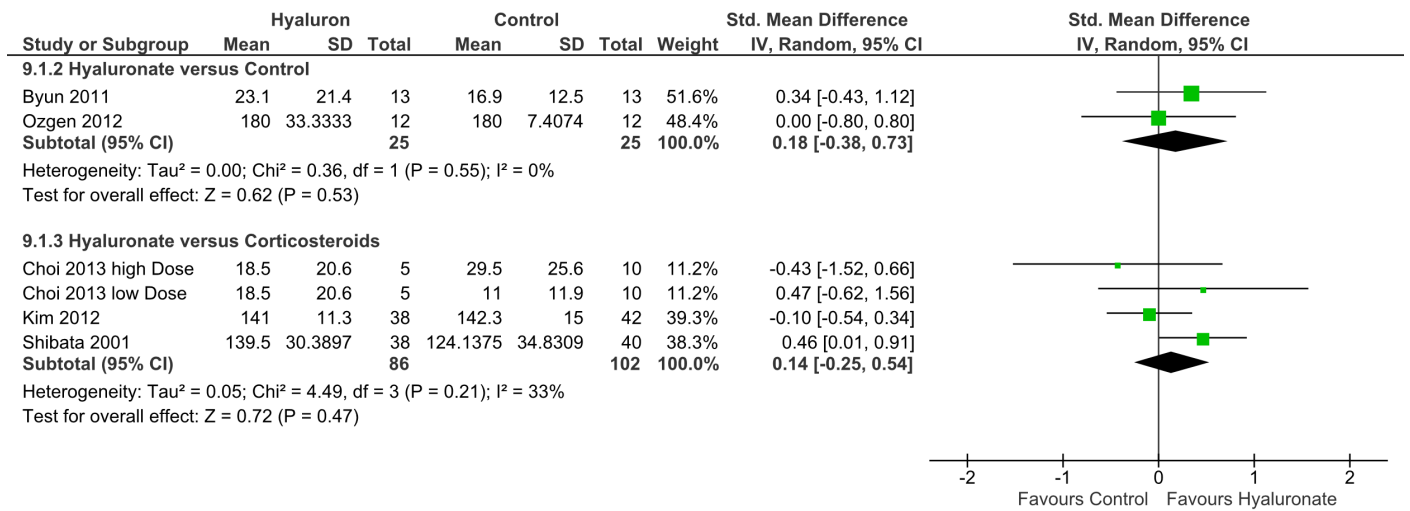 Hyaluron Control Std. Mean Difference Std. Mean Difference
Study or Subgroup Mean SD Total Mean SD Total Weight IV, Random, 95% CI IV, Random, 95% CI
9.1.2 Hyaluronate versus Control
Byun 2011 23.1 21.4 13 16.9 12.5 13 51.6% 0.34 [-0.43, 1.12]
Ozgen 2012 180 33.3333 12 180 7.4074 12 48.4% 0.00 [-0.80, 0.80]
Subtotal (95% CI) 25 25 100.0% 0.18 [-0.38, 0.73]
Heterogeneity: Tau² = 0.00; Chi² = 0.36, df = 1 (P = 0.55); I² = 0%
Test for overall effect: Z = 0.62 (P = 0.53)
9.1.3 Hyaluronate versus Corticosteroids
Choi 2013 high Dose 18.5 20.6 5 29.5 25.6 10 11.2% -0.43 [-1.52, 0.66]
Choi 2013 low Dose 18.5 20.6 5 11 11.9 10 11.2% 0.47 [-0.62, 1.56]
Kim 2012 141 11.3 38 142.3 15 42 39.3% -0.10 [-0.54, 0.34]
Shibata 2001 139.5 30.3897 38 124.1375 34.8309 40 38.3% 0.46 [0.01, 0.91]
Subtotal (95% CI) 86 102 100.0% 0.14 [-0.25, 0.54]
Heterogeneity: Tau² = 0.05; Chi² = 4.49, df = 3 (P = 0.21); I² = 33%
Test for overall effect: Z = 0.72 (P = 0.47)
-2 -1 0 1 2
Favours Control Favours Hyaluronate